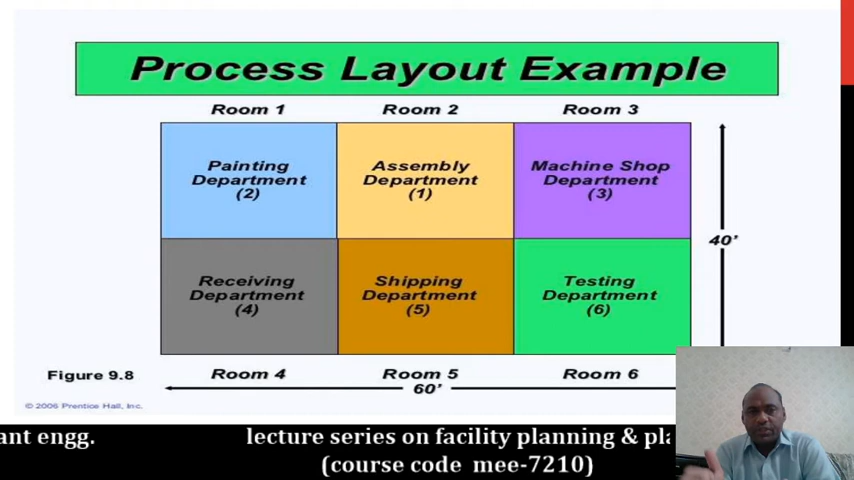 Process Layout Example
Room 1 Room 2 Room 3
Painting
Department
(2)
Assembly
Department
(1)
Machine Shop
Department
(3)
40'
Receiving
Department
(4)
Shipping
Department
(5)
Testing
Department
(6)
Figure 9.8
Room 4 Room 5 Room 6
60'
© 2006 Prentice Hall, Inc.
ant engg. lecture series on facility planning & pla
(course code mee-7210)